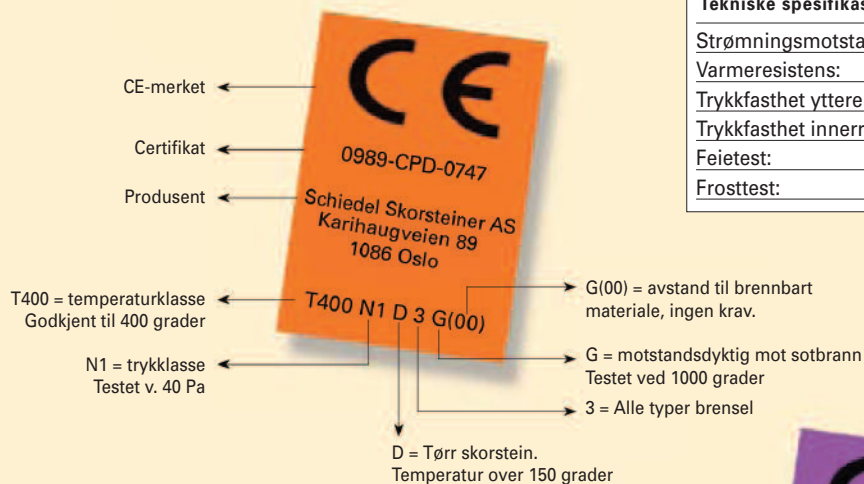 CE-merket
Certifikat
Produsent
T400 = temperaturklasse
Godkjent til 400 grader
N1 = trykklasse
Testet v. 40 Pa
CE
0989-CPD-0747
Schiedel Skorsteiner AS
Karihaugveien 89
1086 Oslo
T400 N1 D 3 G(00)
G(00) = avstand til brennbart
materiale, ingen krav.
G = motstandsdyktig mot sotbrann
Testet ved 1000 grader
3 = Alle typer brensel
D = Tørr skorstein.
Temperatur over 150 grader
Tekniske
Varmeresistens:
Trykkfasthet yttere
Trykkfasthet
Feietest:
Frosttest: